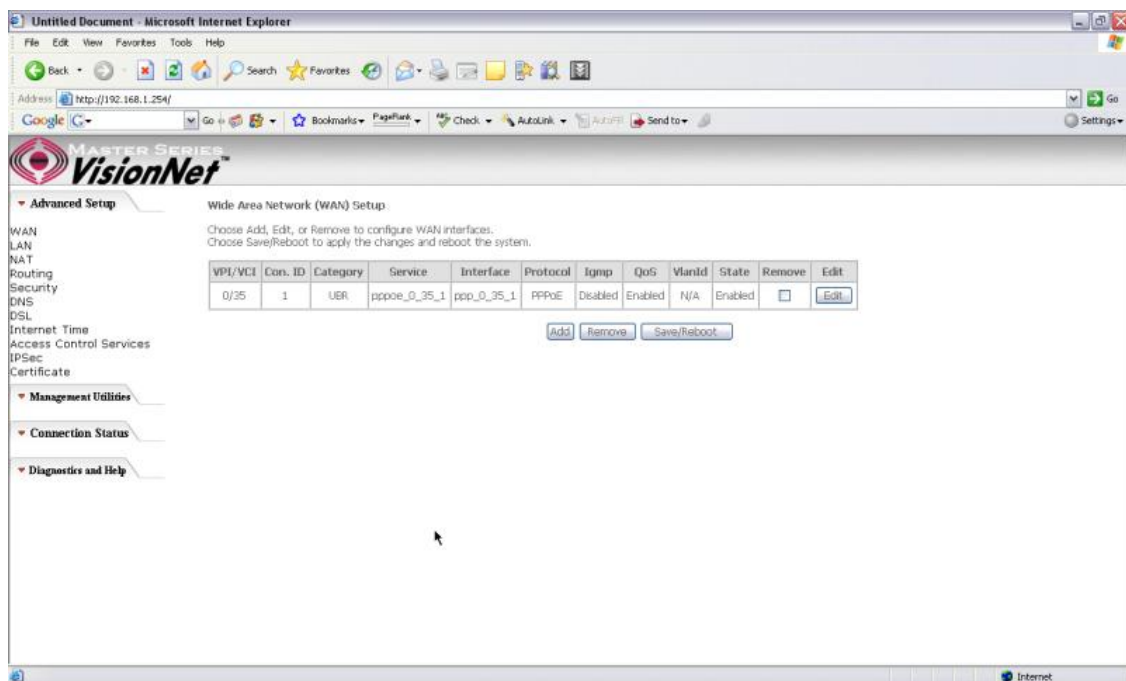 Untitled Document - Microsoft Internet Explorer
File Edit View Favorites Tools Help
Back Search Favorites
Address http://192.168.1.254/ Go
Google G Go Bookmarks PageRank Check AutoLink AutoFill Send to Settings
MASTER SERIES
VisionNet™
Advanced Setup
WAN
LAN
NAT
Routing
Security
DNS
DSL
Internet Time
Access Control Services
IPSec
Certificate
Management Utilities
Connection Status
Diagnostics and Help
Wide Area Network (WAN) Setup
Choose Add, Edit, or Remove to configure WAN interfaces.
Choose Save/Reboot to apply the changes and reboot the system.
VPI/VCI Con. ID Category Service Interface Protocol Igmp QoS VlanId State Remove Edit
0/35 1 UBR pppoe_0_35_1 ppp_0_35_1 PPPoE Disabled Enabled N/A Enabled Edit
Add Remove Save/Reboot
Internet